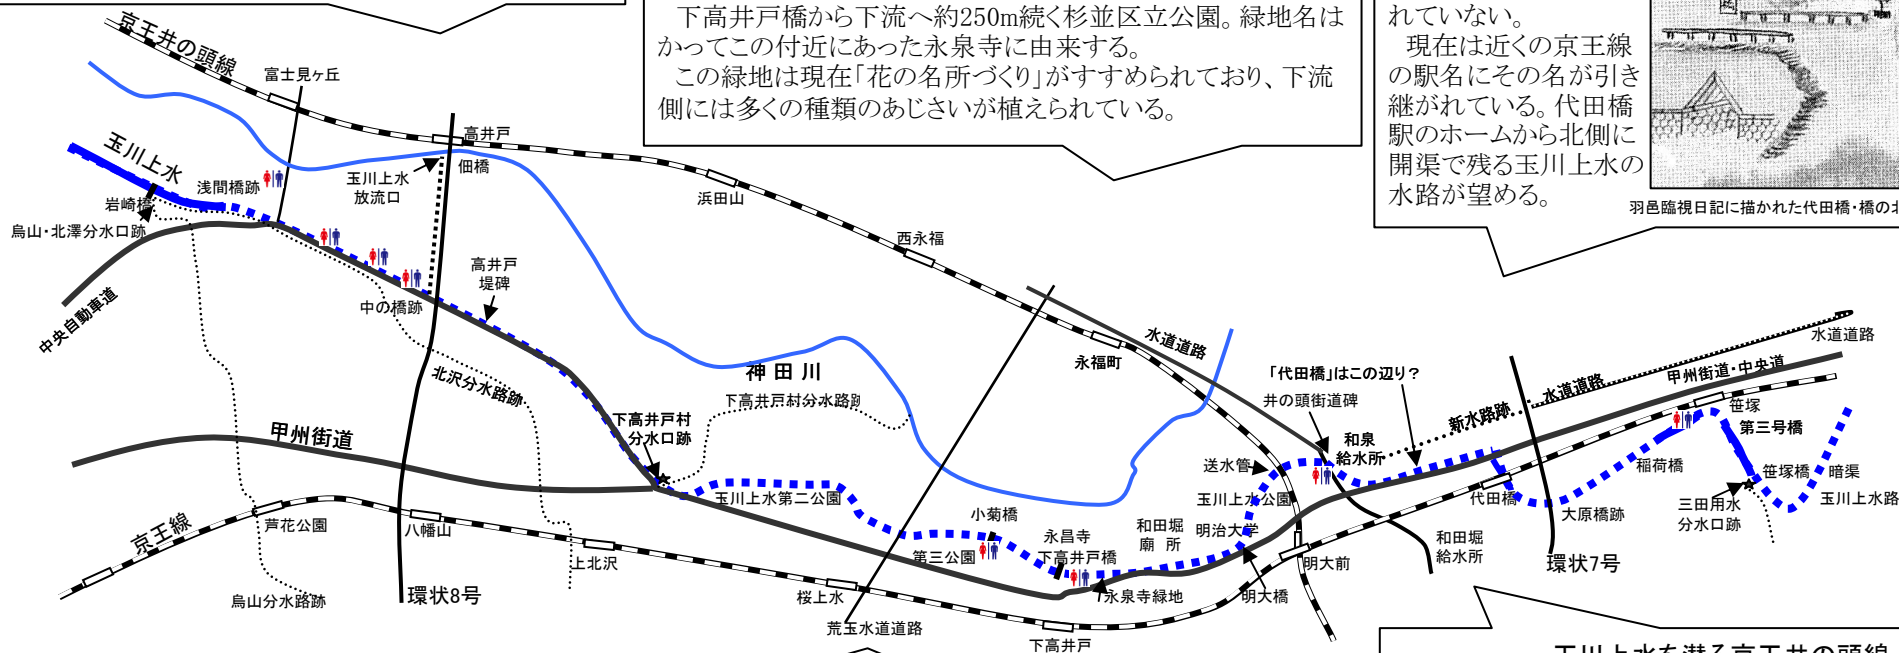 下高井戸橋から下流へ約250m続く杉並区立公園。緑地名は
かってこの付近にあった永泉寺に由来する。
この緑地は現在「花の名所づくり」がすすめられており、下流
側には多くの種類のあじさいが植えられている。
れていない。
現在は近くの京王線
の駅名にその名が引き
継がれている。代田橋
駅のホームから北側に
開渠で残る玉川上水の
水路が望める。
羽邑臨視日記に描かれた代田橋・橋の北
京王井の頭線
富士見ヶ丘
高井戸
佃橋
玉川上水
放流口
浜田山
西永福
永福町
水道道路
玉川上水
浅間橋跡
岩崎橋
烏山・北澤分水口跡
中央自動車道
中の橋跡
高井戸
堤碑
北沢分水路跡
神田川
下高井戸村分水路跡
下高井戸村
分水口跡
甲州街道
玉川上水第二公園
小菊橋
第三公園
永昌寺
下高井戸橋
和田堀
廟所
明治大学
玉川上水公園
送水管
「代田橋」はこの辺り？
井の頭街道碑
和泉
給水所
新水路跡
水道道路
水道道路
甲州街道・中央道
笹塚
第三号橋
稲荷橋
笹塚橋
暗渠
玉川上水路
三田用水
分水口跡
代田橋
大原橋跡
環状7号
和田堀
給水所
明大前
明大橋
永泉寺緑地
京王線
芦花公園
八幡山
上北沢
桜上水
下高井戸
烏山分水路跡
環状8号
荒玉水道道路
玉川上水を潜る京王井の頭線